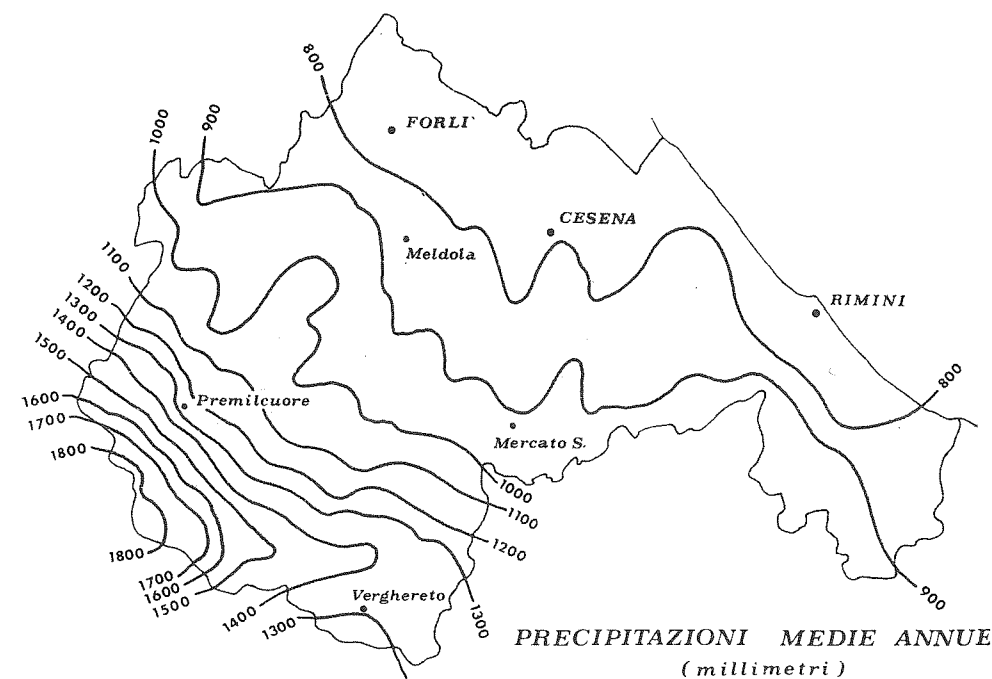 800
FORLI`
1000
900
CESENA
Meldola
1100
1200
1300
1400
1500
1600
1700
1800
RIMINI
800
Premilcuore
Mercato S.
1000
1100
1200
1800
1700
1600
1500
1400
1300
Verghereto
1300
900
PRECIPITAZIONI MEDIE ANNUE
(millimetri)